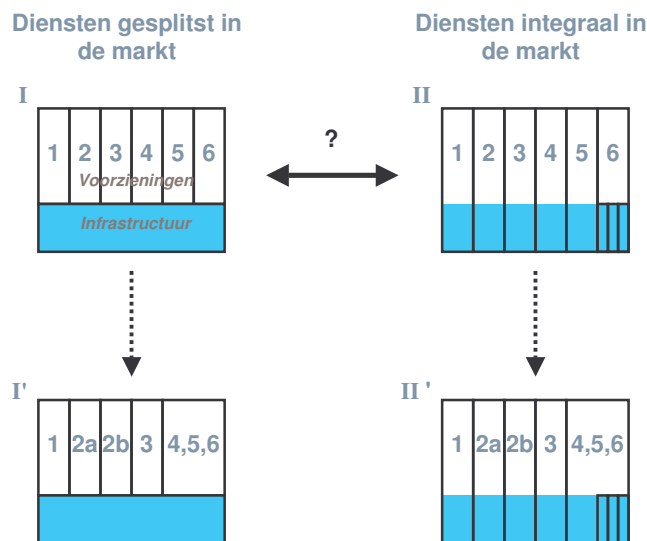 Diensten gesplitst in
de markt
Diensten integraal in
de markt
I
II
1 2 3 4 5 6
?
1 2 3 4 5 6
Voorzieningen
Infrastructuur
I'
II '
1 2a 2b 3 4,5,6
1 2a 2b 3 4,5,6